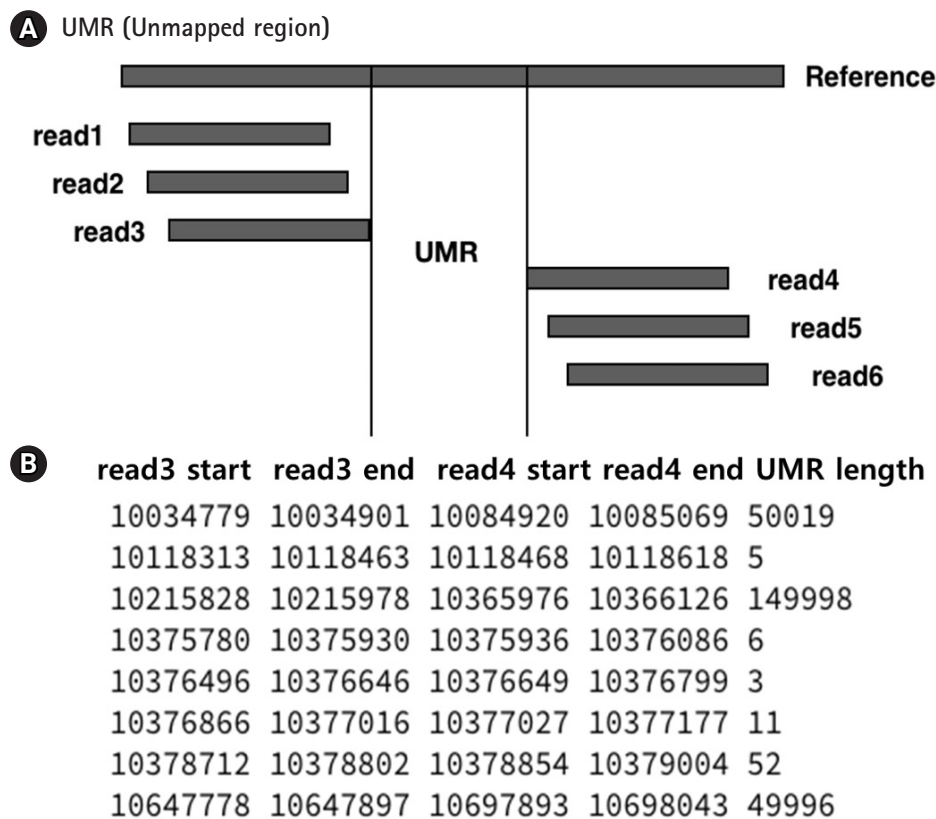 A UMR (Unmapped region)
Reference
read1
read2
read3
UMR
read4
read5
read6
B
read3 start read3 end read4 start read4 end UMR length
10034779 10034901 10084920 10085069 50019
10118313 10118463 10118468 10118618 5
10215828 10215978 10365976 10366126 149998
10375780 10375930 10375936 10376086 6
10376496 10376646 10376649 10376799 3
10376866 10377016 10377027 10377177 11
10378712 10378802 10378854 10379004 52
10647778 10647897 10697893 10698043 49996